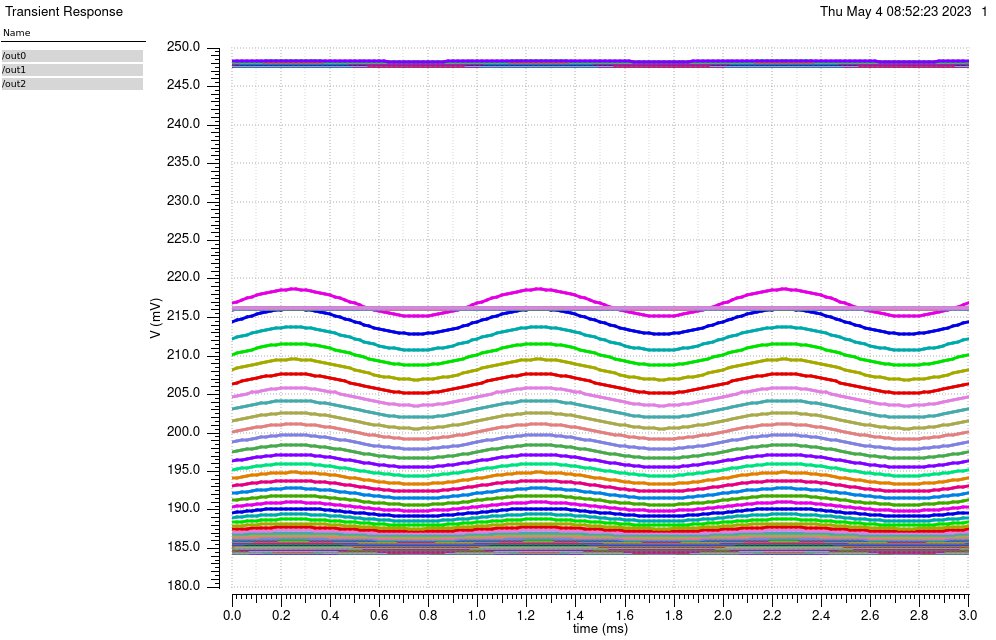 Transient Response
Thu May 4 08:52:23 2023 1
Name
/out0
/out1
/out2
V (mV)
250.0
245.0
240.0
235.0
230.0
225.0
220.0
215.0
210.0
205.0
200.0
195.0
190.0
185.0
180.0
0.0 0.2 0.4 0.6 0.8 1.0 1.2 1.4 1.6 1.8 2.0 2.2 2.4 2.6 2.8 3.0
time (ms)